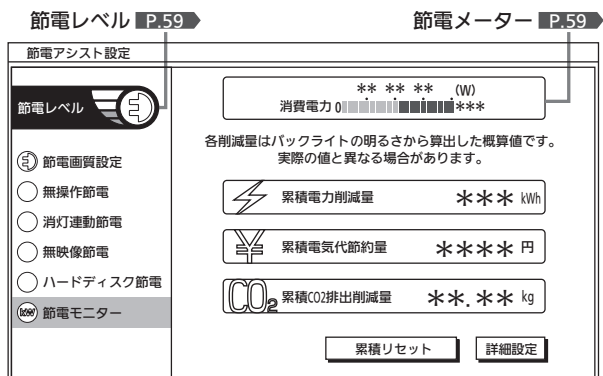 節電レベル P.59
節電メーター P.59
節電アシスト設定
節電レベル
節電画質設定
無操作節電
消灯連動節電
無映像節電
ハードディスク節電
節電モニター
** ** ** (W)
消費電力 0 ***
各削減量はバックライトの明るさから算出した概算値です。
実際の値と異なる場合があります。
累積電力削減量 *** kWh
¥ 累積電気代節約量 **** 円
CO2 累積CO2排出削減量 **.** kg
累積リセット 詳細設定